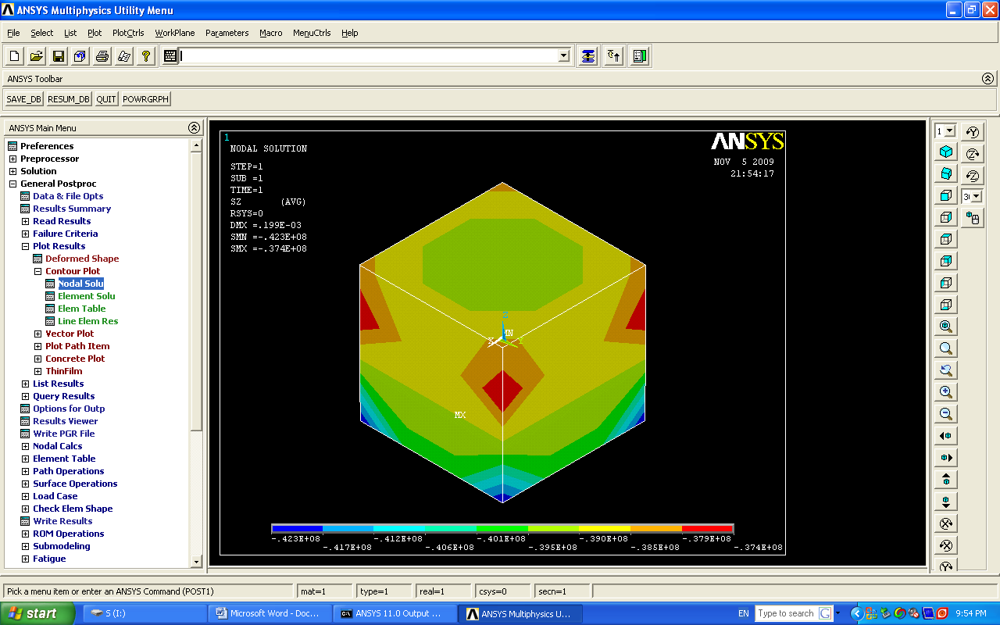 ANSYS Multiphysics Utility Menu
File Select List Plot PlotCtrls WorkPlane Parameters Macro MenuCtrls Help
ANSYS Toolbar
SAVE_DB RESUM_DB QUIT POWRGRPH
ANSYS Main Menu
Preferences
Preprocessor
Solution
General Postproc
Data & File Opts
Results Summary
Read Results
Failure Criteria
Plot Results
Deformed Shape
Contour Plot
Nodal Solu
Element Solu
Elem Table
Line Elem Res
Vector Plot
Plot Path Item
Concrete Plot
ThinFilm
List Results
Query Results
Options for Outp
Results Viewer
Write PGR File
Nodal Calcs
Element Table
Path Operations
Surface Operations
Load Case
Check Elem Shape
Write Results
ROM Operations
Submodeling
Fatigue
1
NODAL SOLUTION
STEP=1
SUB =1
TIME=1
SZ (AVG)
RSYS=0
DMX =.199E-03
SMN =-.423E+08
SMX =-.374E+08
ANSYS
NOV 5 2009
21:54:17
Z
MN
X Y
MX
-.423E+08 -.412E+08 -.401E+08 -.390E+08 -.379E+08
-.417E+08 -.406E+08 -.395E+08 -.385E+08 -.374E+08
1
Pick a menu item or enter an ANSYS Command (POST1) mat=1 type=1 real=1 csys=0 secn=1
start S (I:) Microsoft Word - Doc... ANSYS 11.0 Output ... ANSYS Multiphysics U... EN Type to search 9:54 PM